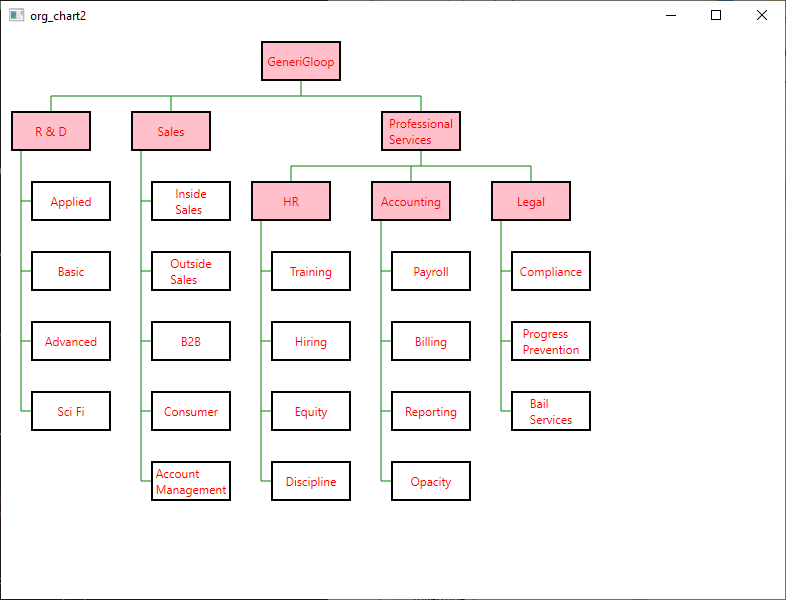 org_chart2
GeneriGloop
R & D
Sales
Professional
Services
Applied
Inside
Sales
HR
Accounting
Legal
Basic
Outside
Sales
Training
Payroll
Compliance
Advanced
B2B
Hiring
Billing
Progress
Prevention
Sci Fi
Consumer
Equity
Reporting
Bail
Services
Account
Management
Discipline
Opacity